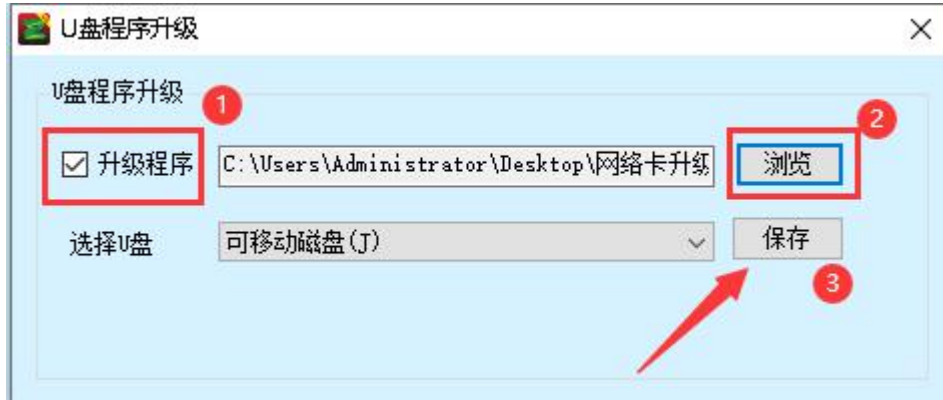 U盘程序升级
U盘程序升级
1
2
升级程序
C:\Users\Administrator\Desktop\网络卡升级
浏览
选择U盘
可移动磁盘(J)
保存
3